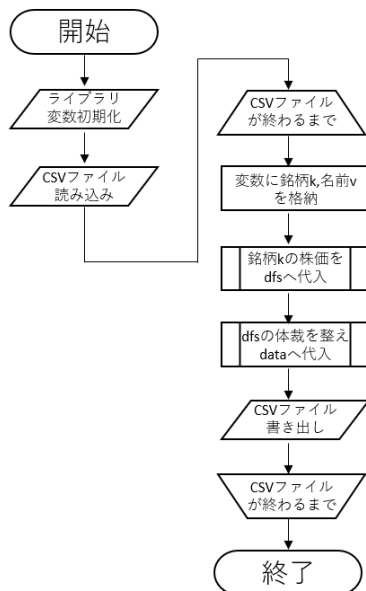 開始
ライブラリ
変数初期化
CSVファイル
読み込み
CSVファイル
が終わるまで
変数に銘柄k,名前v
を格納
銘柄kの株価を
dfsへ代入
dfsの体裁を整え
dataへ代入
CSVファイル
書き出し
CSVファイル
が終わるまで
終了